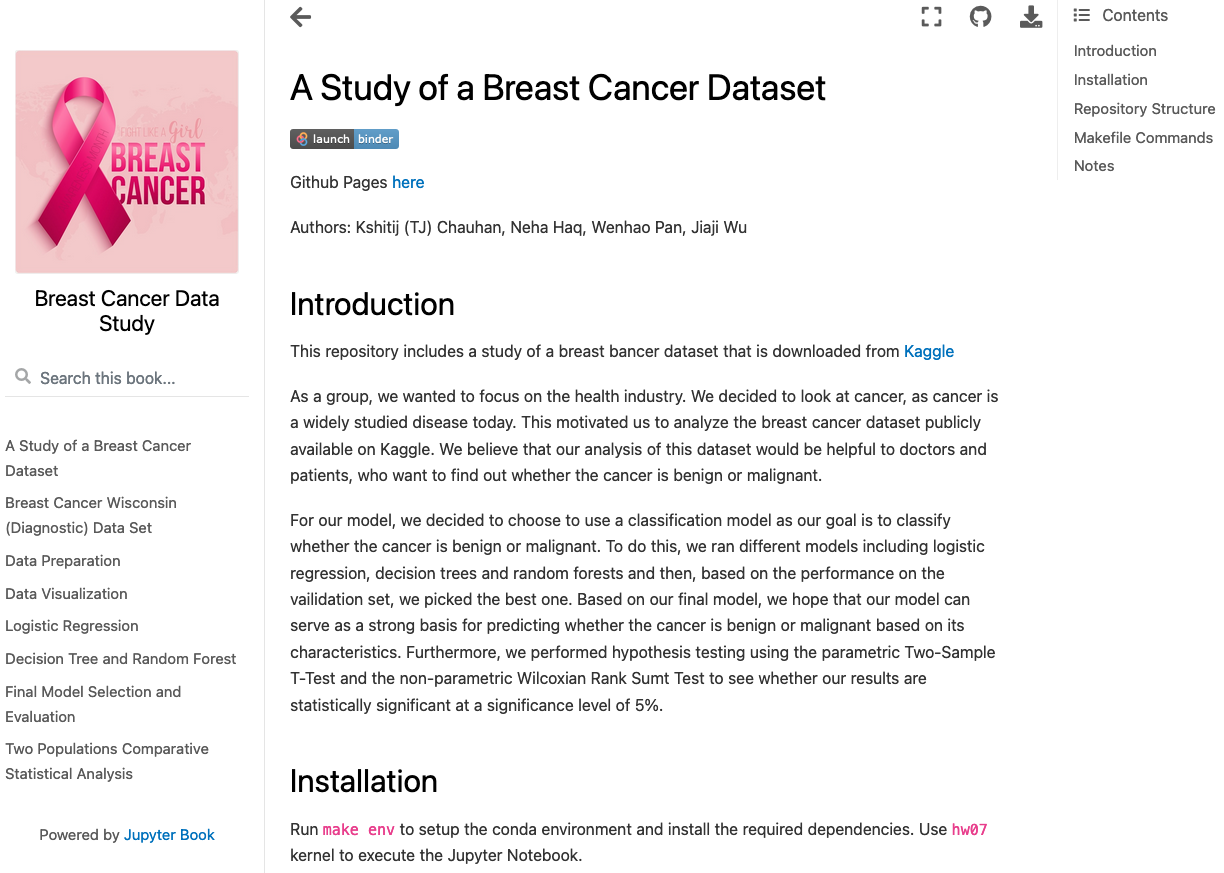 FIGHT LIKE A Girl
BREAST
CANCER
Breast Cancer Data
Study
Search this book...
A Study of a Breast Cancer
Dataset
Breast Cancer Wisconsin
(Diagnostic) Data Set
Data Preparation
Data Visualization
Logistic Regression
Decision Tree and Random Forest
Final Model Selection and
Evaluation
Two Populations Comparative
Statistical Analysis
Powered by Jupyter Book
A Study of a Breast Cancer Dataset
launch binder
Github Pages here
Authors: Kshitij (TJ) Chauhan, Neha Haq, Wenhao Pan, Jiaji Wu
Introduction
This repository includes a study of a breast bancer dataset that is downloaded from Kaggle
As a group, we wanted to focus on the health industry. We decided to look at cancer, as cancer is
a widely studied disease today. This motivated us to analyze the breast cancer dataset publicly
available on Kaggle. We believe that our analysis of this dataset would be helpful to doctors and
patients, who want to find out whether the cancer is benign or malignant.
For our model, we decided to choose to use a classification model as our goal is to classify
whether the cancer is benign or malignant. To do this, we ran different models including logistic
regression, decision trees and random forests and then, based on the performance on the
vailidation set, we picked the best one. Based on our final model, we hope that our model can
serve as a strong basis for predicting whether the cancer is benign or malignant based on its
characteristics. Furthermore, we performed hypothesis testing using the parametric Two-Sample
T-Test and the non-parametric Wilcoxian Rank Sumt Test to see whether our results are
statistically significant at a significance level of 5%.
Installation
Run make env to setup the conda environment and install the required dependencies. Use hw07
kernel to execute the Jupyter Notebook.
Contents
Introduction
Installation
Repository Structure
Makefile Commands
Notes